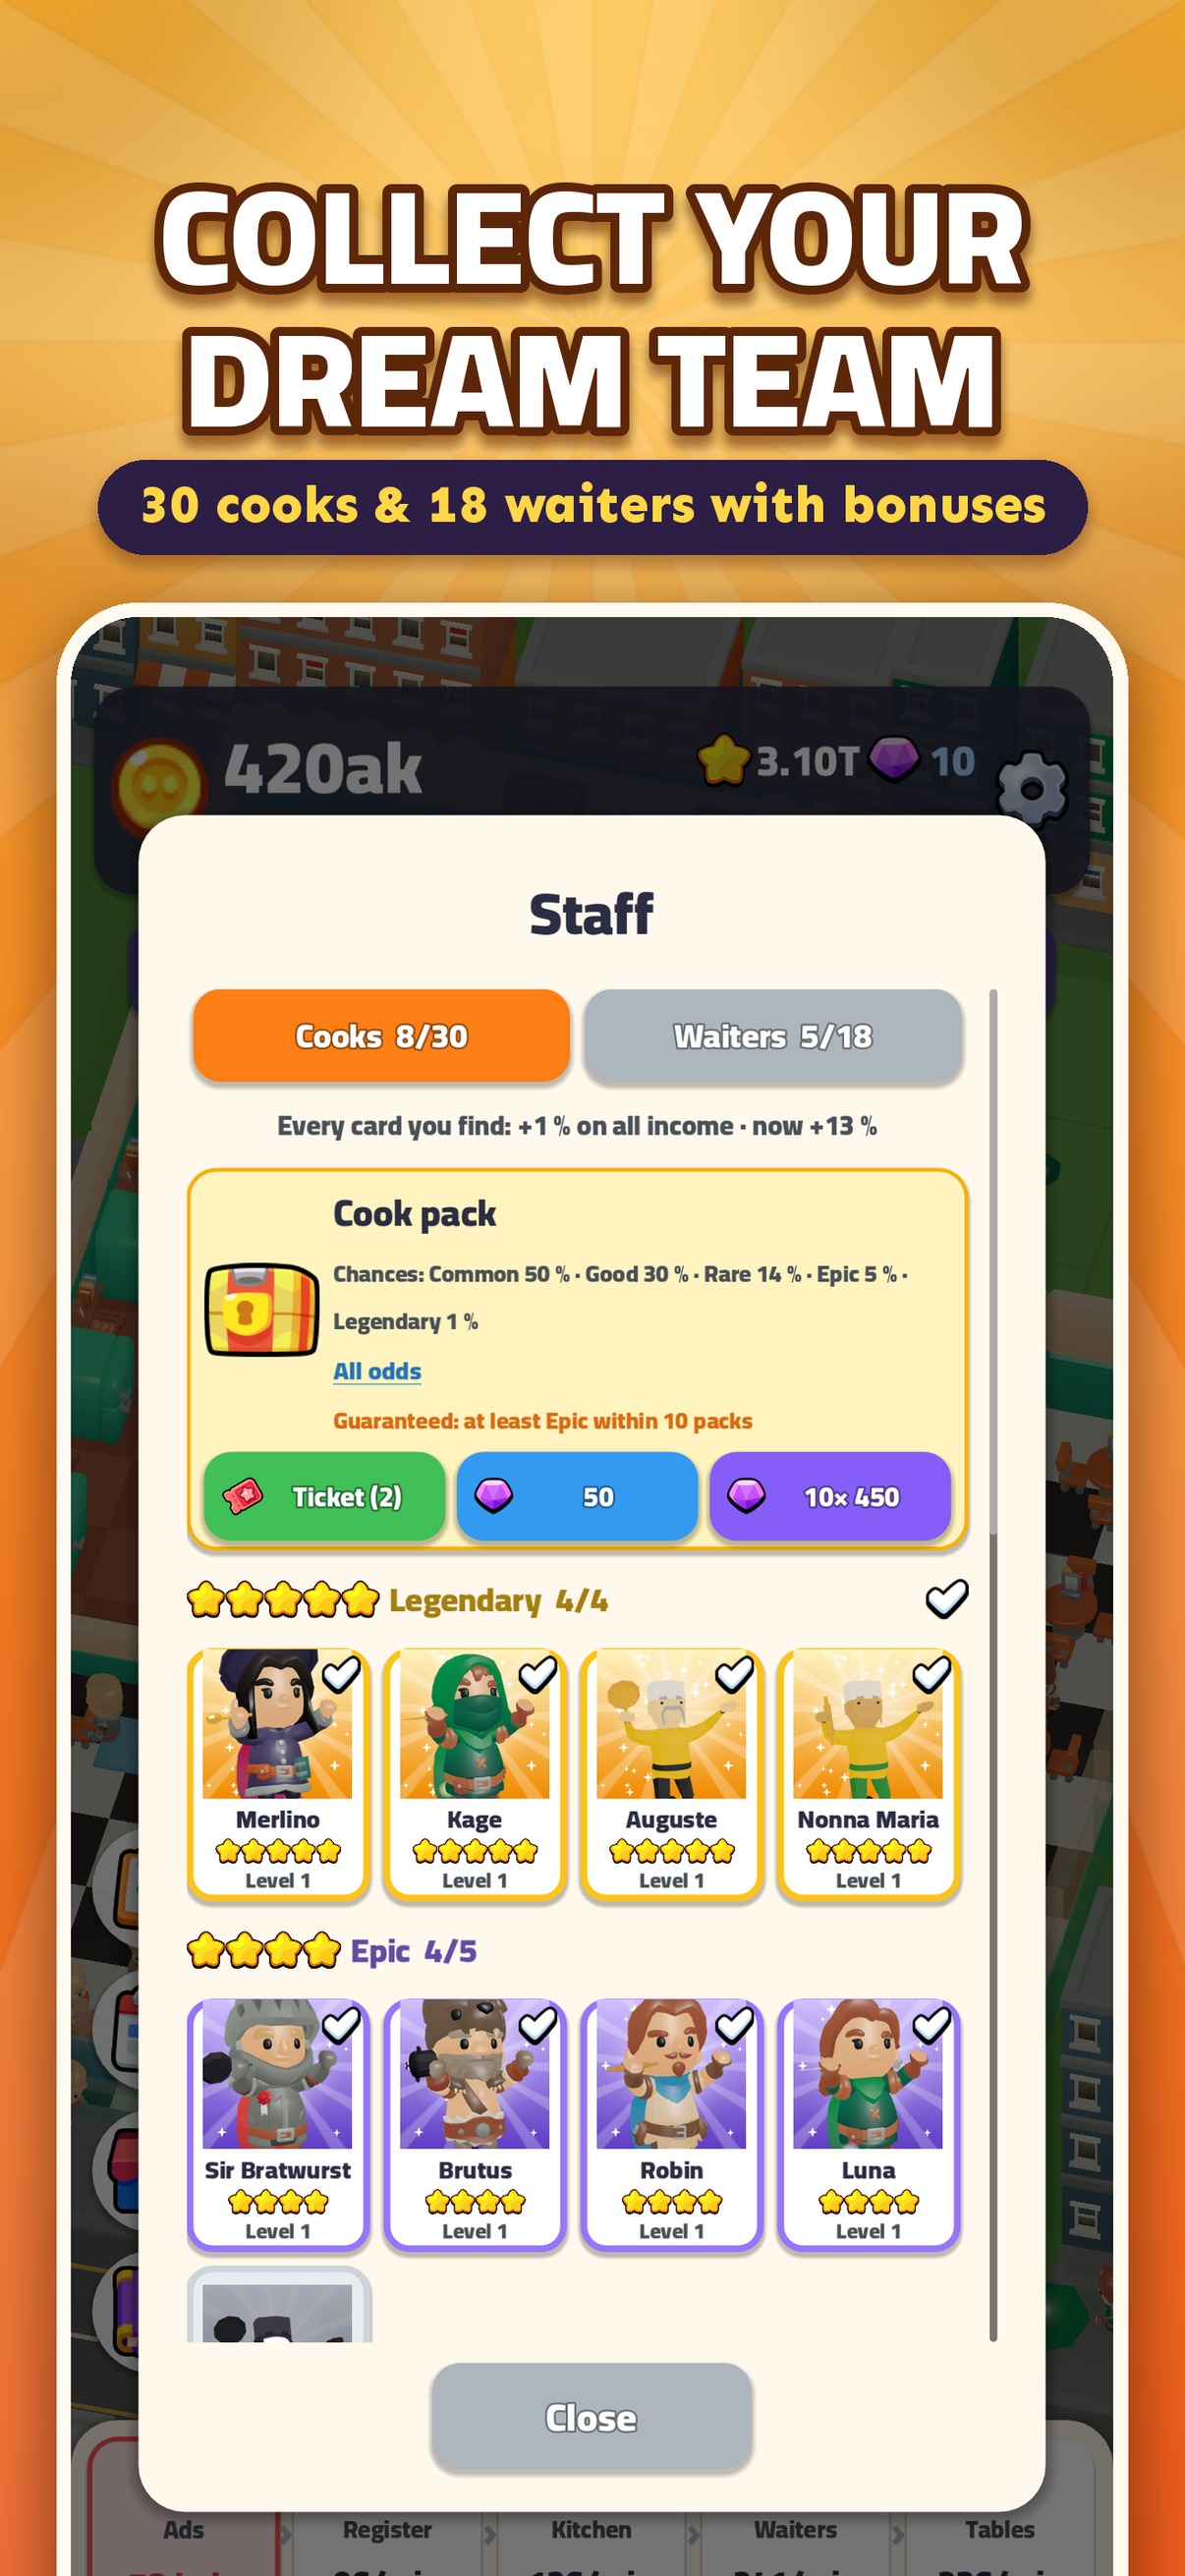 COLLECT YOUR
DREAM TEAM
30 cooks & 18 waiters with bonuses
420ak
3.10T
10
Staff
Cooks 8/30
Waiters 5/18
Every card you find: +1 % on all income · now +13 %
Cook pack
Chances: Common 50 % · Good 30 % · Rare 14 % · Epic 5 % ·
Legendary 1 %
All odds
Guaranteed: at least Epic within 10 packs
Ticket (2)
50
10× 450
Legendary 4/4
Merlino
Kage
Auguste
Nonna Maria
Level 1
Level 1
Level 1
Level 1
Epic 4/5
Sir Bratwurst
Brutus
Robin
Luna
Level 1
Level 1
Level 1
Level 1
Close
Ads
Register
Kitchen
Waiters
Tables